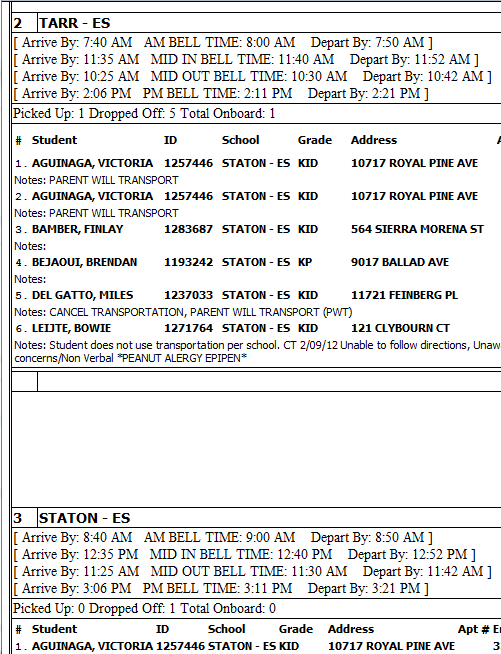 2 TARR - ES
[ Arrive By: 7:40 AM AM BELL TIME: 8:00 AM Depart By: 7:50 AM ]
[ Arrive By: 11:35 AM MID IN BELL TIME: 11:40 AM Depart By: 11:52 AM ]
[ Arrive By: 10:25 AM MID OUT BELL TIME: 10:30 AM Depart By: 10:42 AM ]
[ Arrive By: 2:06 PM PM BELL TIME: 2:11 PM Depart By: 2:21 PM ]
Picked Up: 1 Dropped Off: 5 Total Onboard: 1
# Student ID School Grade Address
1. AGUINAGA, VICTORIA 1257446 STATON - ES KID 10717 ROYAL PINE AVE
Notes: PARENT WILL TRANSPORT
2. AGUINAGA, VICTORIA 1257446 STATON - ES KID 10717 ROYAL PINE AVE
Notes: PARENT WILL TRANSPORT
3. BAMBER, FINLAY 1283687 STATON - ES KID 564 SIERRA MORENA ST
Notes:
4. BEJAOUI, BRENDAN 1193242 STATON - ES KP 9017 BALLAD AVE
Notes:
5. DEL GATTO, MILES 1237033 STATON - ES KID 11721 FEINBERG PL
Notes: CANCEL TRANSPORTATION, PARENT WILL TRANSPORT (PWT)
6. LEIJTE, BOWIE 1271764 STATON - ES KID 121 CLYBOURN CT
Notes: Student does not use transportation per school. CT 2/09/12 Unable to follow directions, Unaw
concerns/Non Verbal *PEANUT ALERGY EPIPEN*
3 STATON - ES
[ Arrive By: 8:40 AM AM BELL TIME: 9:00 AM Depart By: 8:50 AM ]
[ Arrive By: 12:35 PM MID IN BELL TIME: 12:40 PM Depart By: 12:52 PM ]
[ Arrive By: 11:25 AM MID OUT BELL TIME: 11:30 AM Depart By: 11:42 AM ]
[ Arrive By: 3:06 PM PM BELL TIME: 3:11 PM Depart By: 3:21 PM ]
Picked Up: 0 Dropped Off: 1 Total Onboard: 0
# Student ID School Grade Address Apt # E
1. AGUINAGA, VICTORIA 1257446 STATON - ES KID 10717 ROYAL PINE AVE 3